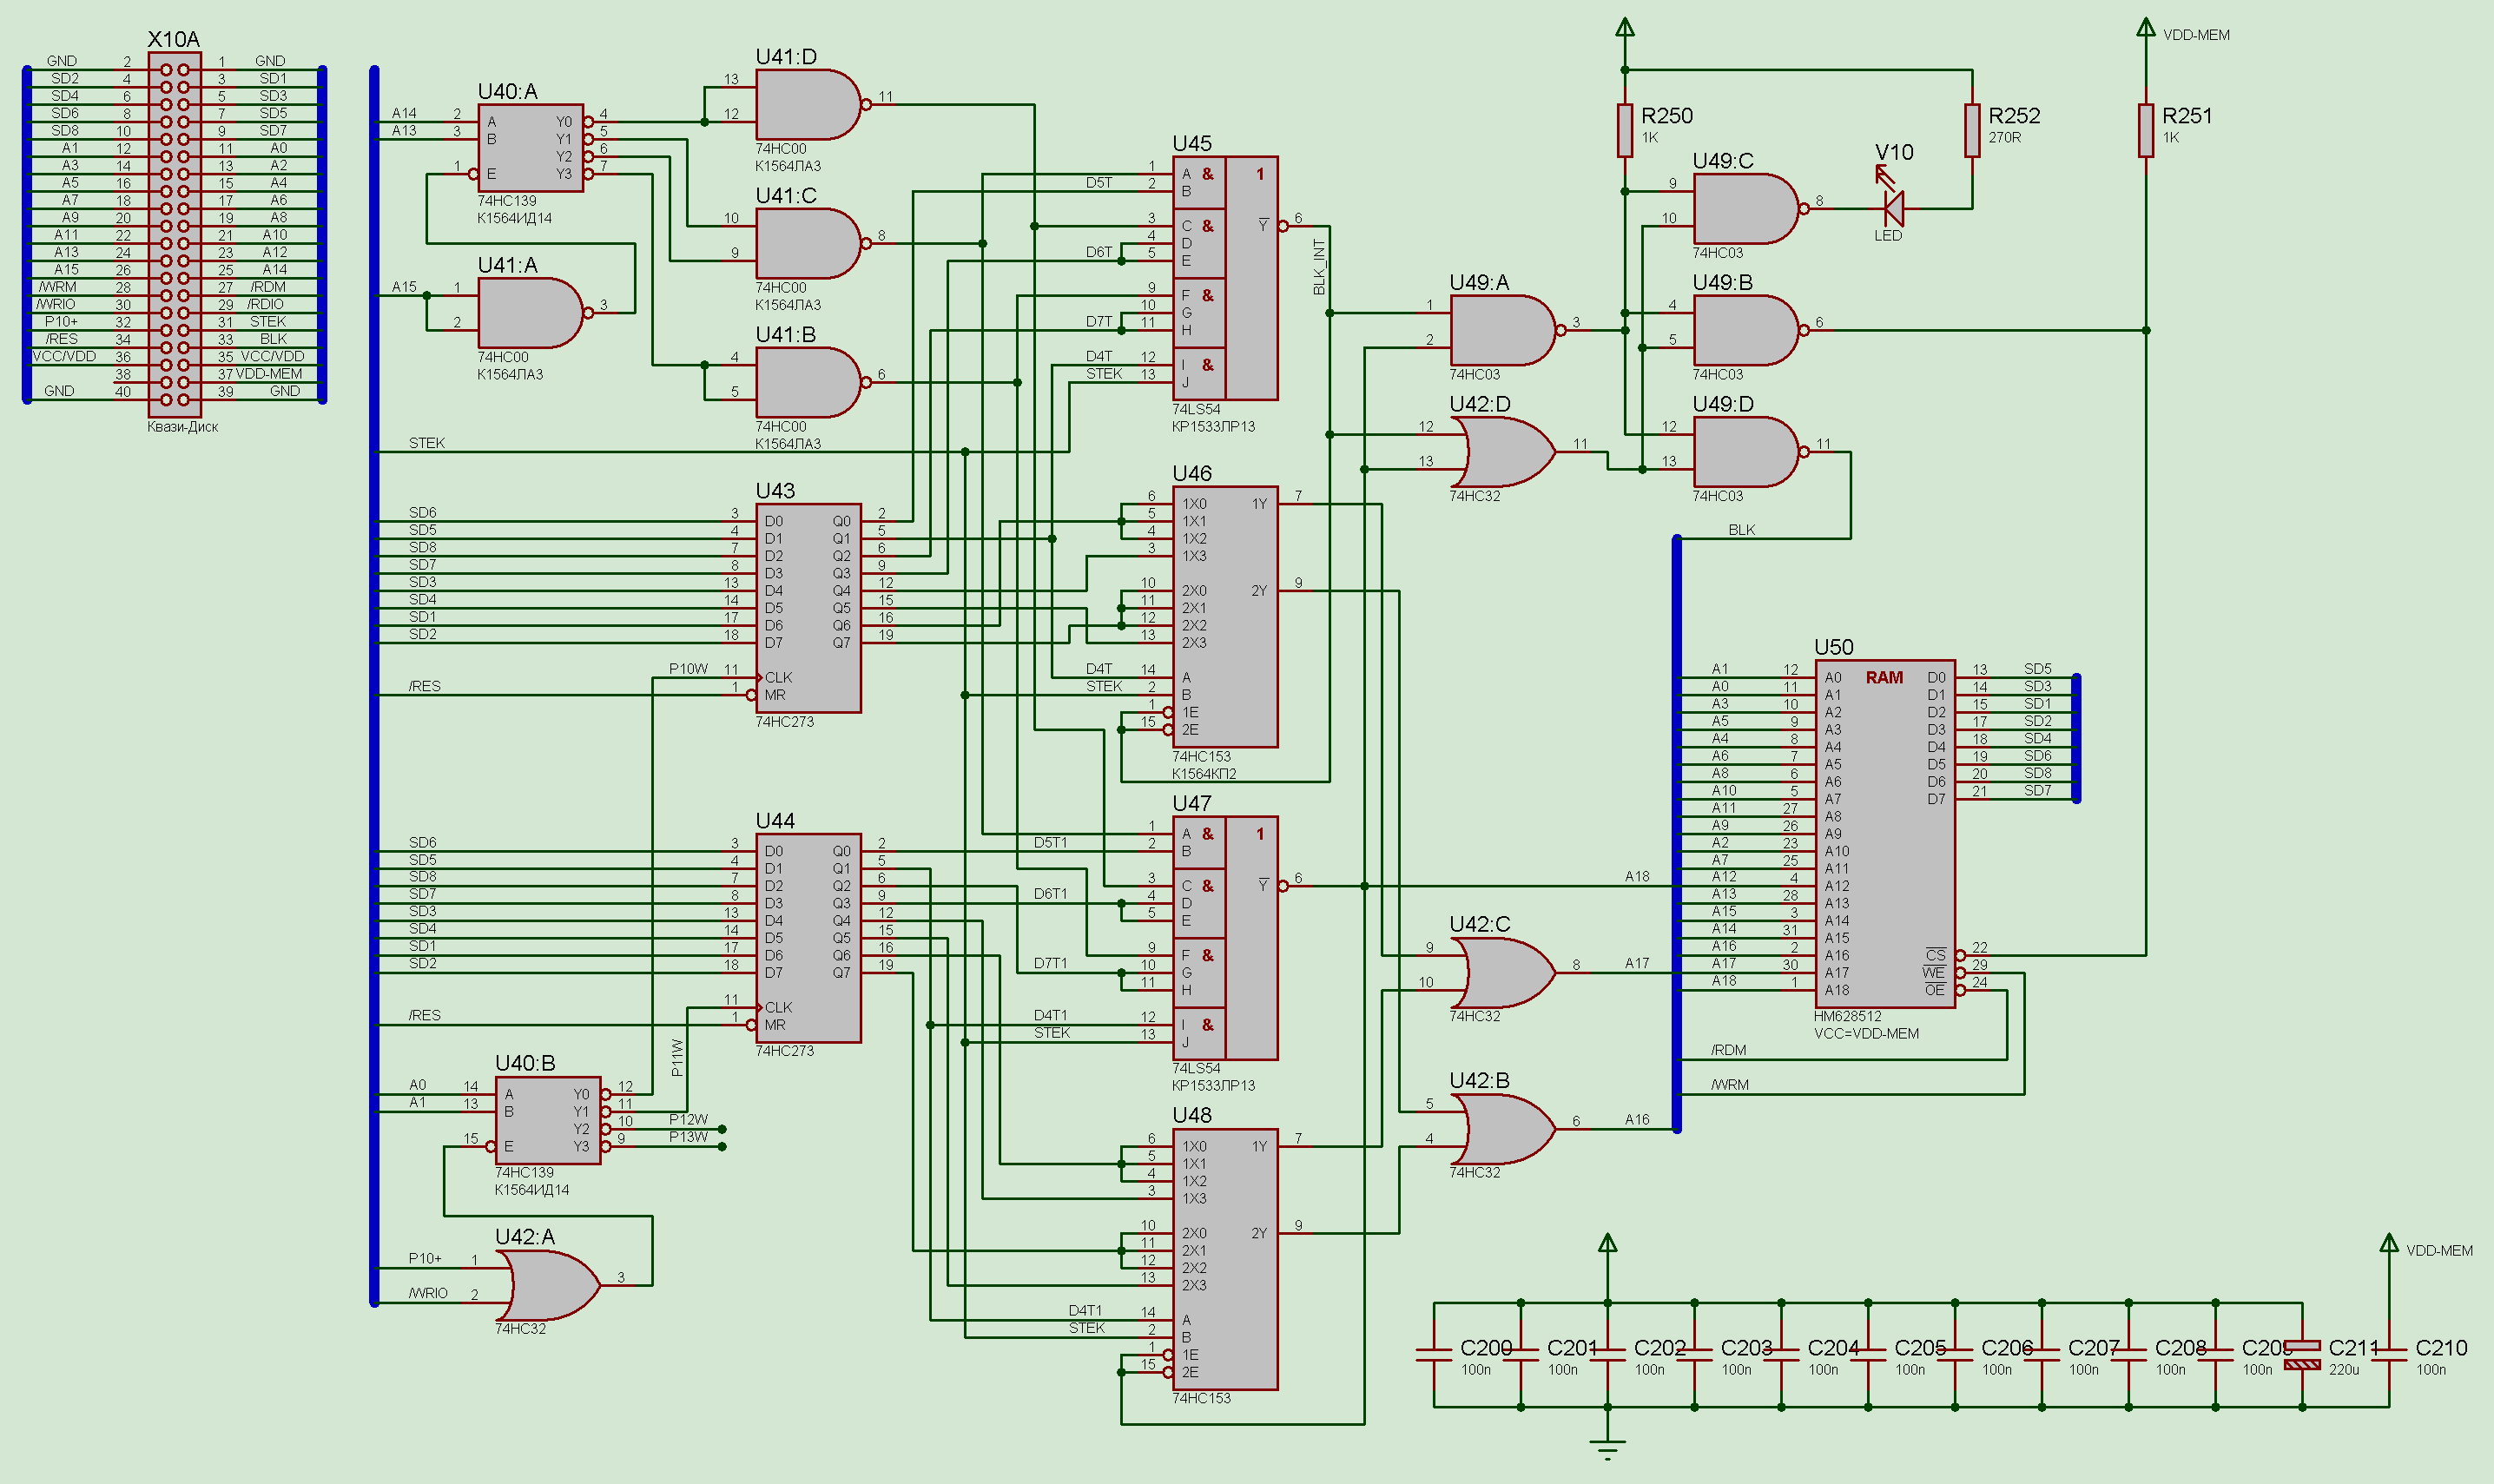 X10A
GND 2 1 GND
SD2 4 3 SD1
SD4 6 5 SD3
SD6 8 7 SD5
SD8 10 9 SD7
A1 12 11 A0
A3 14 13 A2
A5 16 15 A4
A7 18 17 A6
A9 20 19 A8
A11 22 21 A10
A13 24 23 A12
A15 26 25 A14
/WRM 28 27 /RDM
/WRIO 30 29 /RDIO
P10+ 32 31 STEK
/RES 34 33 BLK
VCC/VDD 36 35 VCC/VDD
38 37 VDD-MEM
GND 40 39 GND
Квази-Диск
U40:A
A14 2 A Y0 4
A13 3 B Y1 5
Y2 6
1 E Y3 7
74HC139
К1564ИД14
U41:A
A15 1
2
3
74HC00
К1564ЛА3
U41:D
13
12
11
74HC00
К1564ЛА3
U41:C
10
9
8
74HC00
К1564ЛА3
U41:B
4
5
6
74HC00
К1564ЛА3
STEK
U43
SD6 3 D0 Q0 2
SD5 4 D1 Q1 5
SD8 7 D2 Q2 6
SD7 8 D3 Q3 9
SD3 13 D4 Q4 12
SD4 14 D5 Q5 15
SD1 17 D6 Q6 16
SD2 18 D7 Q7 19
P10W 11 CLK
/RES 1 MR
74HC273
U44
SD6 3 D0 Q0 2
SD5 4 D1 Q1 5
SD8 7 D2 Q2 6
SD7 8 D3 Q3 9
SD3 13 D4 Q4 12
SD4 14 D5 Q5 15
SD1 17 D6 Q6 16
SD2 18 D7 Q7 19
11 CLK
/RES 1 MR
74HC273
P11W
U40:B
A0 14 A Y0 12
A1 13 B Y1 11
Y2 10 P12W
15 E Y3 9 P13W
74HC139
К1564ИД14
U42:A
P10+ 1
/WRIO 2
3
74HC32
U45
1 A & 1
D5T 2 B
3 C &
4 D
D6T 5 E
Y 6
9 F &
10 G
D7T 11 H
D4T 12 I &
STEK 13 J
74LS54
КР1533ЛР13
BLK_INT
U46
6 1X0 1Y 7
5 1X1
4 1X2
3 1X3
10 2X0 2Y 9
11 2X1
12 2X2
13 2X3
D4T 14 A
STEK 2 B
1 1E
15 2E
74HC153
К1564КП2
U47
1 A & 1
D5T1 2 B
3 C & Y 6
D6T1 4 D
5 E
9 F &
D7T1 10 G
11 H
D4T1 12 I &
STEK 13 J
74LS54
КР1533ЛР13
U48
6 1X0 1Y 7
5 1X1
4 1X2
3 1X3
10 2X0 2Y 9
11 2X1
12 2X2
13 2X3
D4T1 14 A
STEK 2 B
1 1E
15 2E
74HC153
U49:A
1
2
3
74HC03
U42:D
12
13
11
74HC32
R250
1K
U49:C
9
10
8
74HC03
V10
LED
R252
270R
VDD-MEM
R251
1K
U49:B
4
5
6
74HC03
U49:D
12
13
11
74HC03
BLK
U42:C
9
10
8
74HC32
A17
U42:B
5
4
6
74HC32
A16
A18
U50
RAM
A1 12 A0 D0 13 SD5
A0 11 A1 D1 14 SD3
A3 10 A2 D2 15 SD1
A5 9 A3 D3 17 SD2
A4 8 A4 D4 18 SD4
A6 7 A5 D5 19 SD6
A8 6 A6 D6 20 SD8
A10 5 A7 D7 21 SD7
A11 27 A8
A9 26 A9
A2 23 A10
A7 25 A11
A12 4 A12
A13 28 A13
A15 3 A14
A14 31 A15
A16 2 A16 CS 22
A17 30 A17 WE 29
A18 1 A18 OE 24
HM628512
VCC=VDD-MEM
/RDM
/WRM
VDD-MEM
C200 C201 C202 C203 C204 C205 C206 C207 C208 C209 C211 C210
100n 100n 100n 100n 100n 100n 100n 100n 100n 100n 220u 100n